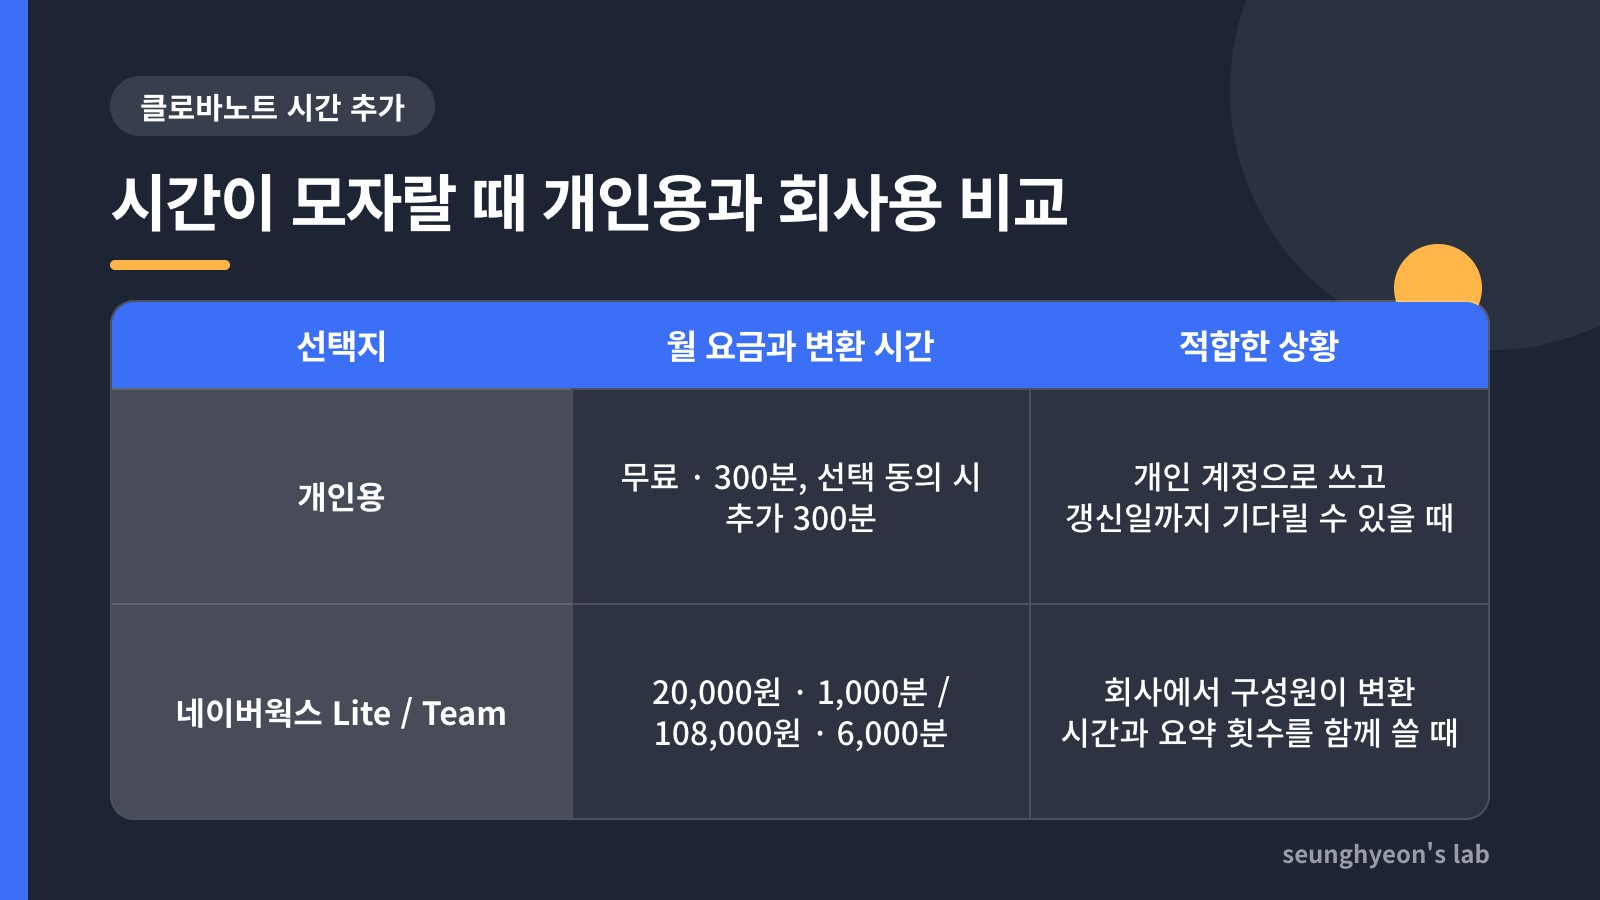 클로바노트 시간 추가
시간이 모자랄 때 개인용과 회사용 비교
선택지
월 요금과 변환 시간
적합한 상황
개인용
무료 · 300분, 선택 동의 시
추가 300분
개인 계정으로 쓰고
갱신일까지 기다릴 수 있을 때
네이버웍스 Lite / Team
20,000원 · 1,000분 /
108,000원 · 6,000분
회사에서 구성원이 변환
시간과 요약 횟수를 함께 쓸 때
seunghyeon's lab